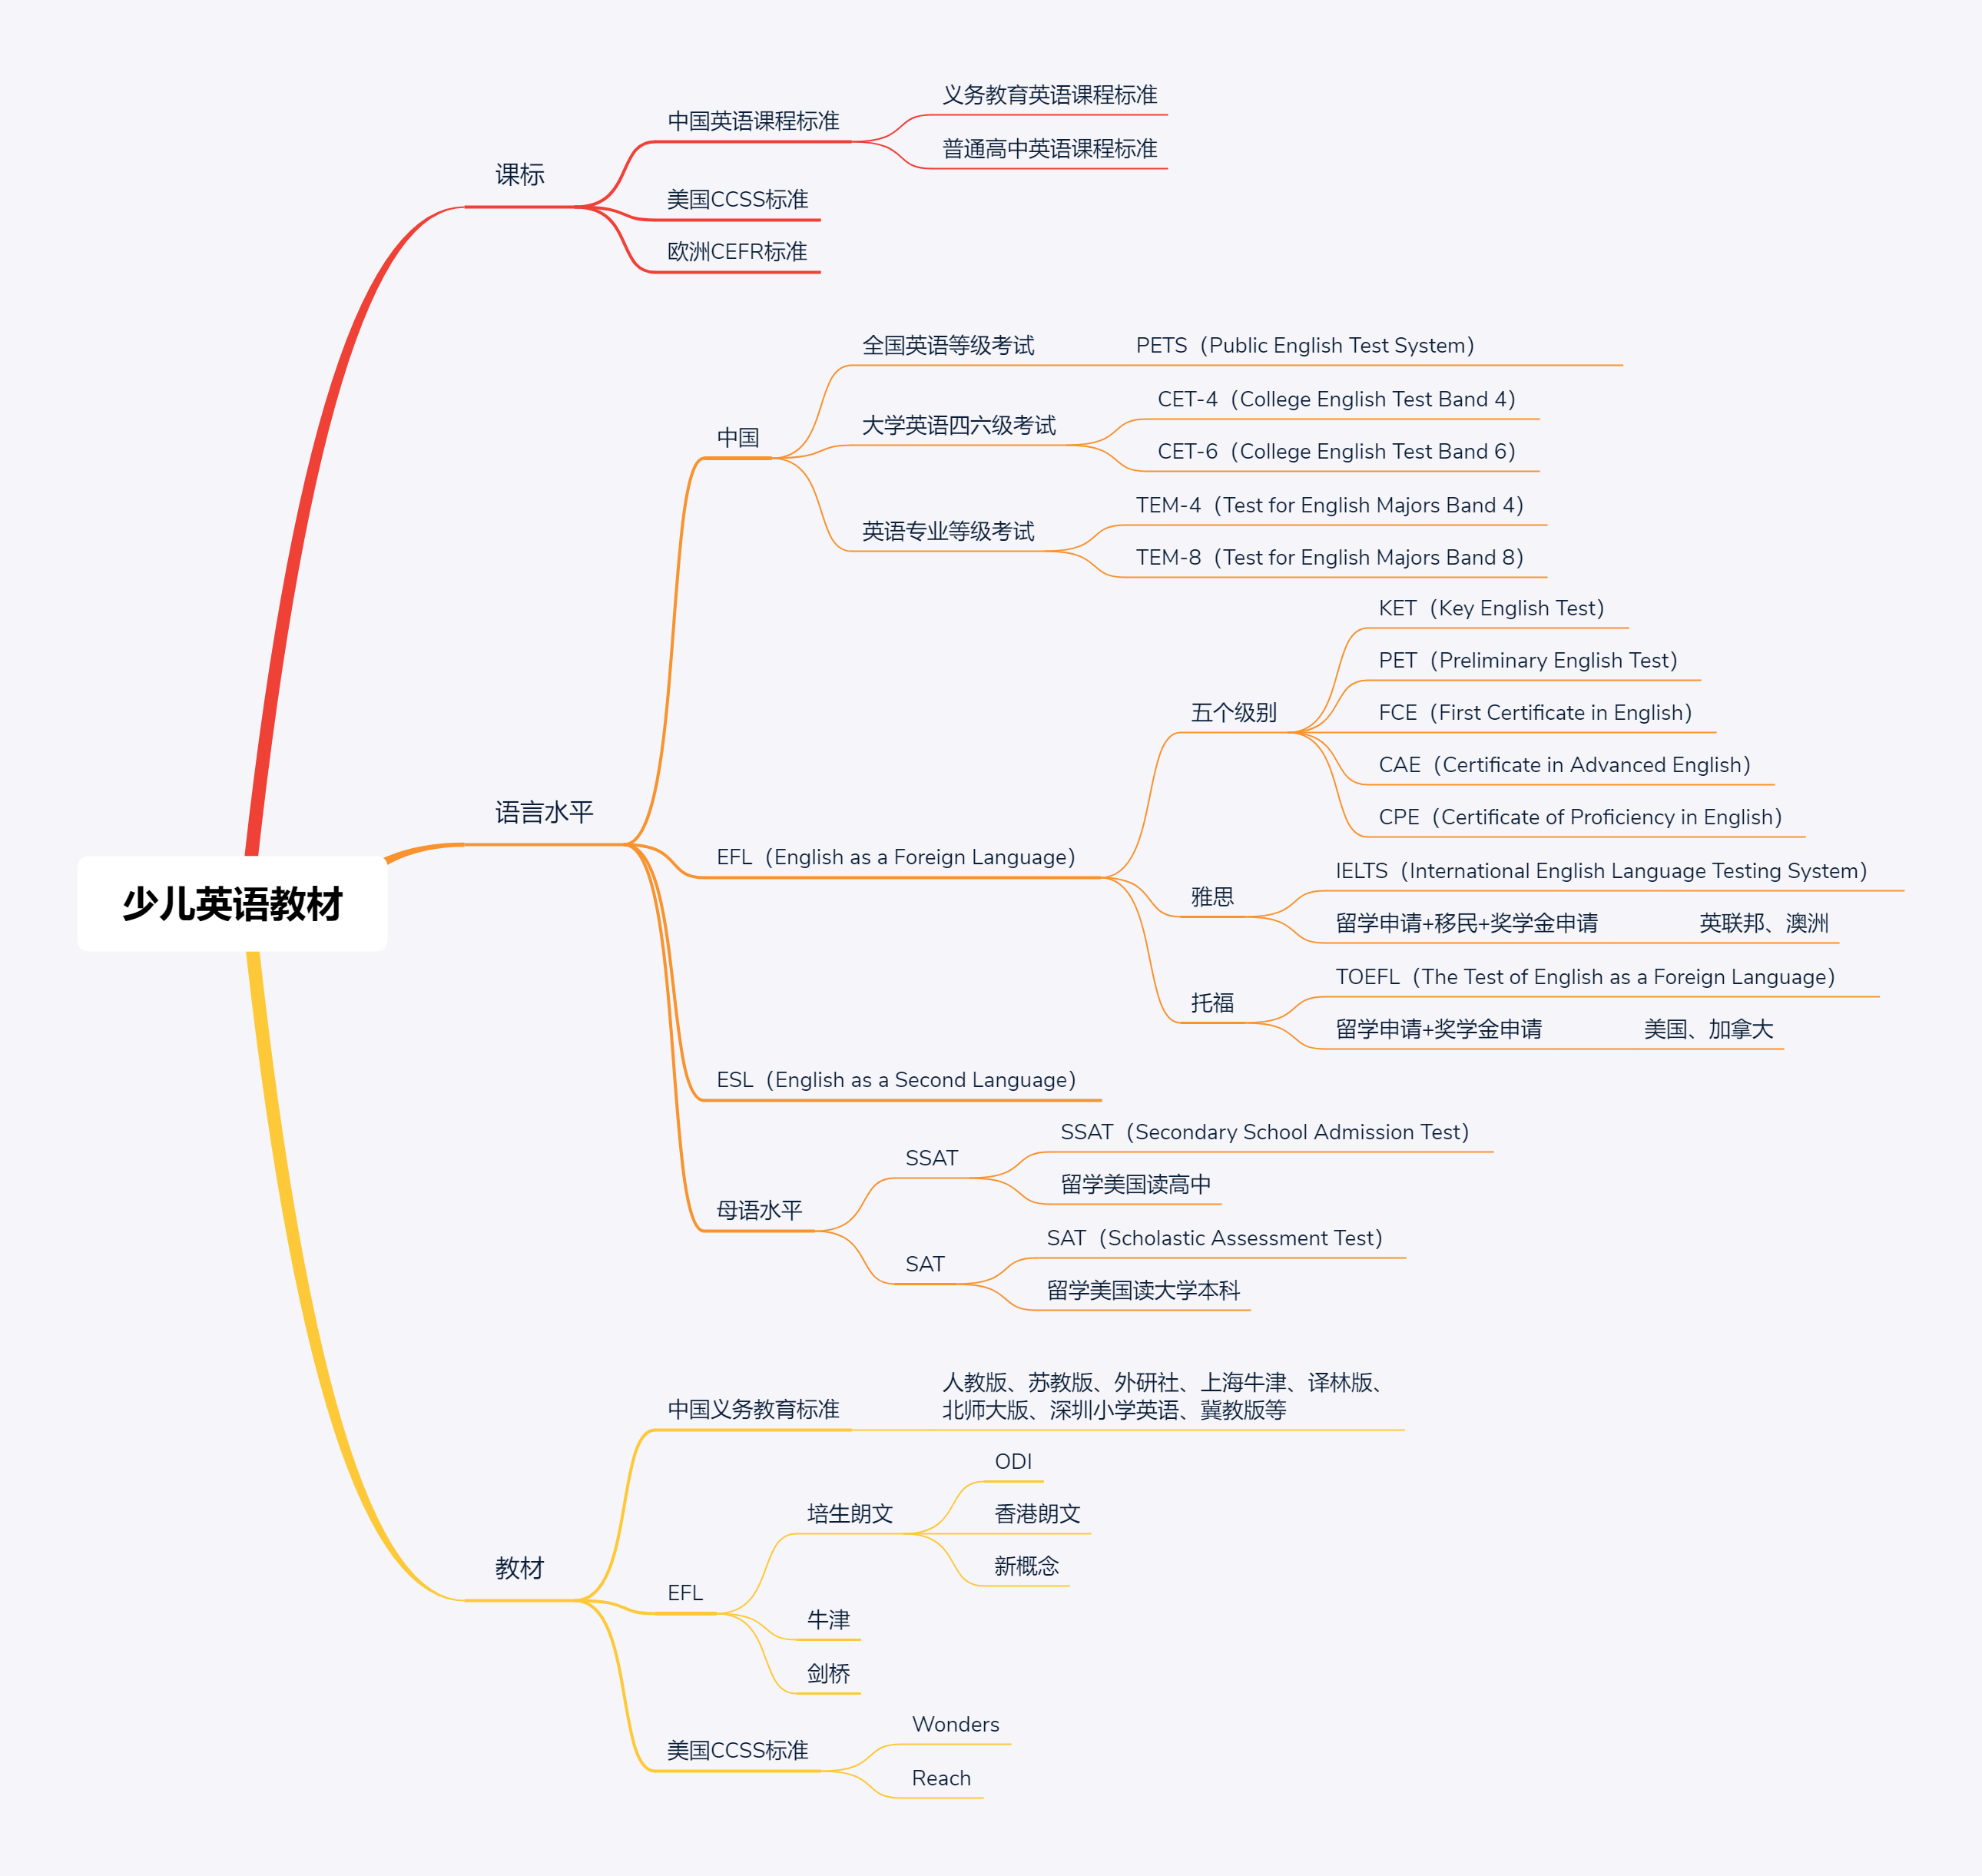 少儿英语教材
课标
中国英语课程标准
义务教育英语课程标准
普通高中英语课程标准
美国CCSS标准
欧洲CEFR标准
语言水平
中国
全国英语等级考试
PETS（Public English Test System）
大学英语四六级考试
CET-4（College English Test Band 4）
CET-6（College English Test Band 6）
英语专业等级考试
TEM-4（Test for English Majors Band 4）
TEM-8（Test for English Majors Band 8）
EFL（English as a Foreign Language）
五个级别
KET（Key English Test）
PET（Preliminary English Test）
FCE（First Certificate in English）
CAE（Certificate in Advanced English）
CPE（Certificate of Proficiency in English）
雅思
IELTS（International English Language Testing System）
留学申请+移民+奖学金申请
英联邦、澳洲
托福
TOEFL（The Test of English as a Foreign Language）
留学申请+奖学金申请
美国、加拿大
ESL（English as a Second Language）
母语水平
SSAT
SSAT（Secondary School Admission Test）
留学美国读高中
SAT
SAT（Scholastic Assessment Test）
留学美国读大学本科
教材
中国义务教育标准
人教版、苏教版、外研社、上海牛津、译林版、
北师大版、深圳小学英语、冀教版等
EFL
培生朗文
ODI
香港朗文
新概念
牛津
剑桥
美国CCSS标准
Wonders
Reach